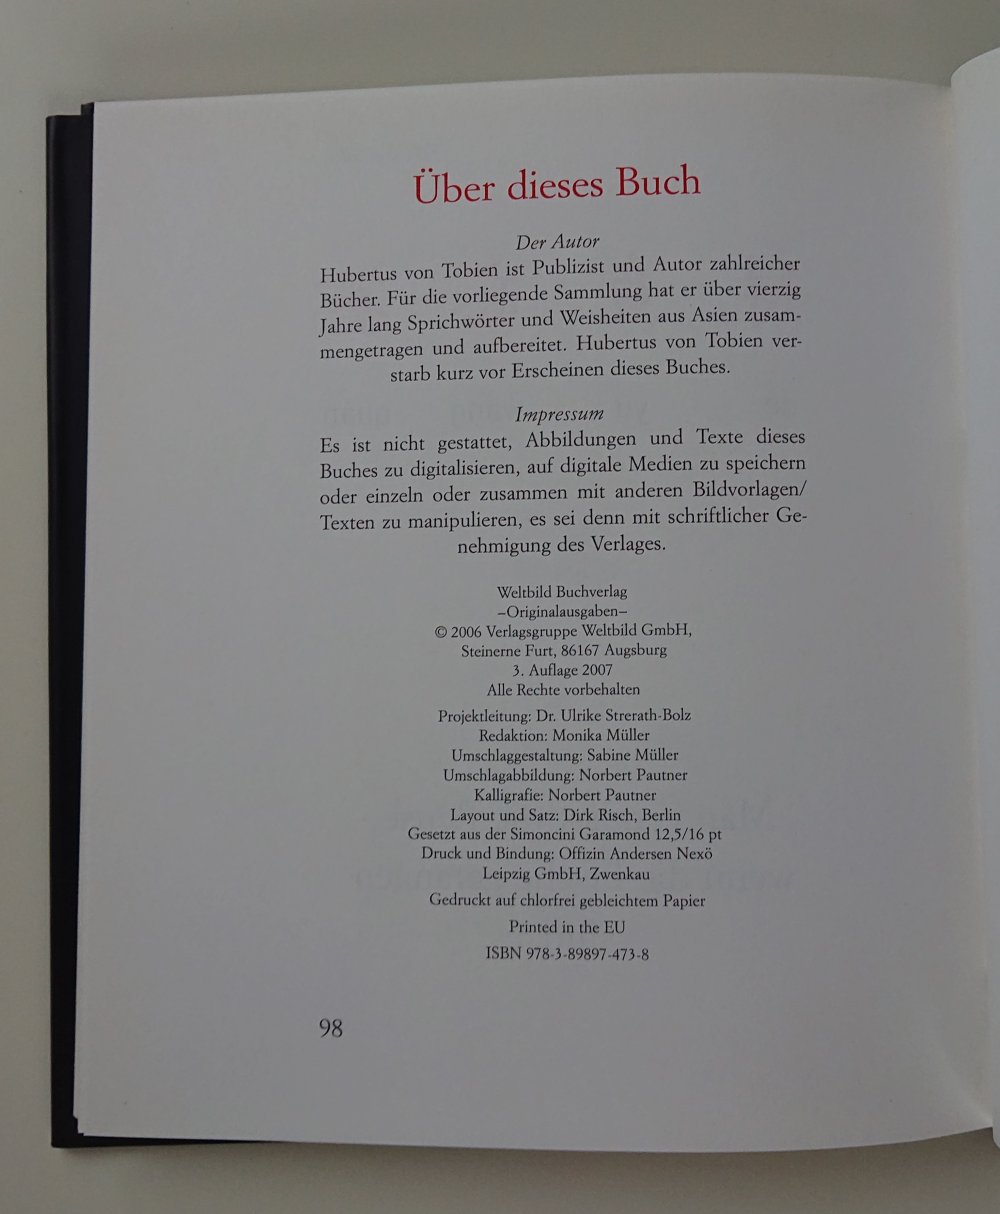 Über dieses Buch
Der Autor
Hubertus von Tobien ist Publizist und Autor zahlreicher
Bücher. Für die vorliegende Sammlung hat er über vierzig
Jahre lang Sprichwörter und Weisheiten aus Asien zusam-
mengetragen und aufbereitet. Hubertus von Tobien ver-
starb kurz vor Erscheinen dieses Buches.
Impressum
Es ist nicht gestattet, Abbildungen und Texte dieses
Buches zu digitalisieren, auf digitale Medien zu speichern
oder einzeln oder zusammen mit anderen Bildvorlagen/
Texten zu manipulieren, es sei denn mit schriftlicher Ge-
nehmigung des Verlages.
Weltbild Buchverlag
–Originalausgaben–
© 2006 Verlagsgruppe Weltbild GmbH,
Steinerne Furt, 86167 Augsburg
3. Auflage 2007
Alle Rechte vorbehalten
Projektleitung: Dr. Ulrike Strerath-Bolz
Redaktion: Monika Müller
Umschlaggestaltung: Sabine Müller
Umschlagabbildung: Norbert Pautner
Kalligrafie: Norbert Pautner
Layout und Satz: Dirk Risch, Berlin
Gesetzt aus der Simoncini Garamond 12,5/16 pt
Druck und Bindung: Offizin Andersen Nexö
Leipzig GmbH, Zwenkau
Gedruckt auf chlorfrei gebleichtem Papier
Printed in the EU
ISBN 978-3-89897-473-8
98